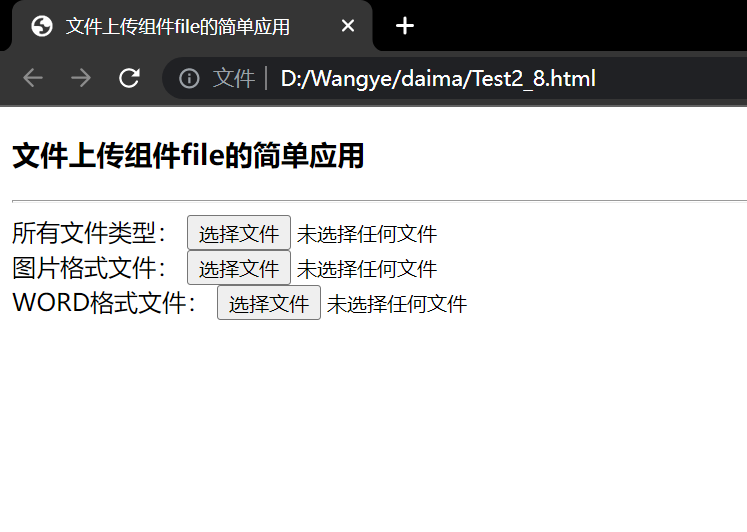 文件上传组件file的简单应用
文件 | D:/Wangye/daima/Test2_8.html
文件上传组件file的简单应用
所有文件类型： 选择文件 未选择任何文件
图片格式文件： 选择文件 未选择任何文件
WORD格式文件： 选择文件 未选择任何文件